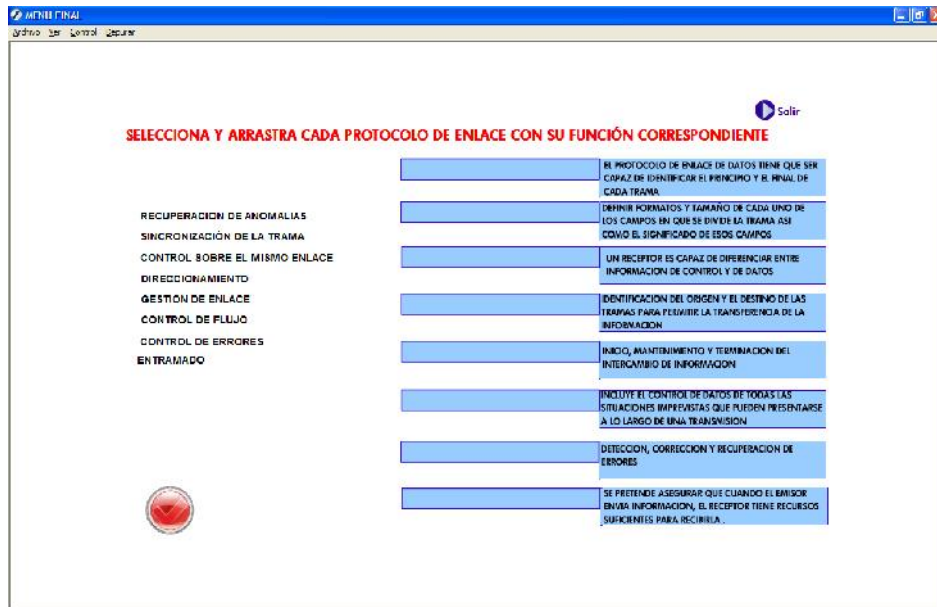 MENU FINAL
Archivo Ver Control Depurar
Salir
SELECCIONA Y ARRASTRA CADA PROTOCOLO DE ENLACE CON SU FUNCIÓN CORRESPONDIENTE
RECUPERACION DE ANOMALIAS
SINCRONIZACIÓN DE LA TRAMA
CONTROL SOBRE EL MISMO ENLACE
DIRECCIONAMIENTO
GESTION DE ENLACE
CONTROL DE FLUJO
CONTROL DE ERRORES
ENTRAMADO
EL PROTOCOLO DE ENLACE DE DATOS TIENE QUE SER
CAPAZ DE IDENTIFICAR EL PRINCIPIO Y EL FINAL DE
CADA TRAMA
DEFINIR FORMATOS Y TAMAÑO DE CADA UNO DE
LOS CAMPOS EN QUE SE DIVIDE LA TRAMA ASI
COMO EL SIGNIFICADO DE ESOS CAMPOS
UN RECEPTOR ES CAPAZ DE DIFERENCIAR ENTRE
INFORMACION DE CONTROL Y DE DATOS
IDENTIFICACION DEL ORIGEN Y EL DESTINO DE LAS
TRAMAS PARA PERMITIR LA TRANSFERENCIA DE LA
INFORMACION
INICIO, MANTENIMIENTO Y TERMINACION DEL
INTERCAMBIO DE INFORMACION
INCLUYE EL CONTROL DE DATOS DE TODAS LAS
SITUACIONES IMPREVISTAS QUE PUEDEN PRESENTARSE
A LO LARGO DE UNA TRANSMISION
DETECCION, CORRECCION Y RECUPERACION DE
ERRORES
SE PRETENDE ASEGURAR QUE CUANDO EL EMISOR
ENVIA INFORMACION, EL RECEPTOR TIENE RECURSOS
SUFICIENTES PARA RECIBIRLA .